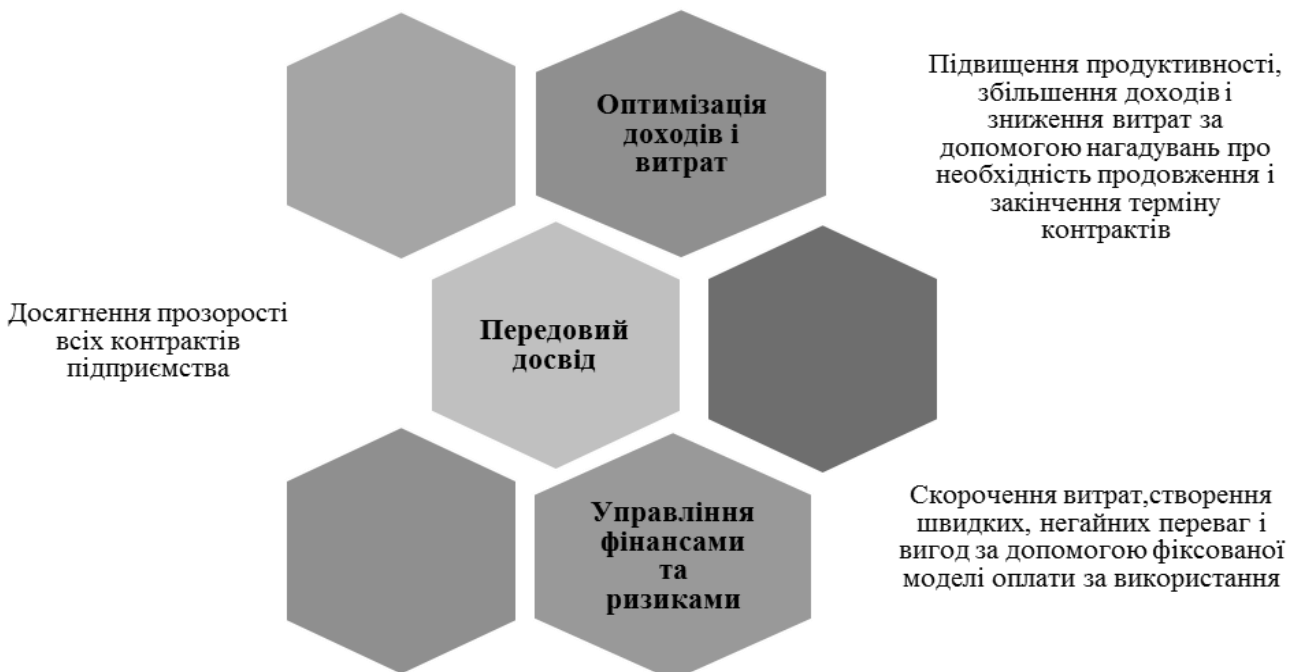 Оптимізація
доходів і
витрат
Підвищення продуктивності,
збільшення доходів і
зниження витрат за
допомогою нагадувань про
необхідність продовження і
закінчення терміну
контрактів
Досягнення прозорості
всіх контрактів
підприємства
Передовий
досвід
Управління
фінансами
та
ризиками
Скорочення витрат,створення
швидких, негайних переваг і
вигод за допомогою фіксованої
моделі оплати за використання